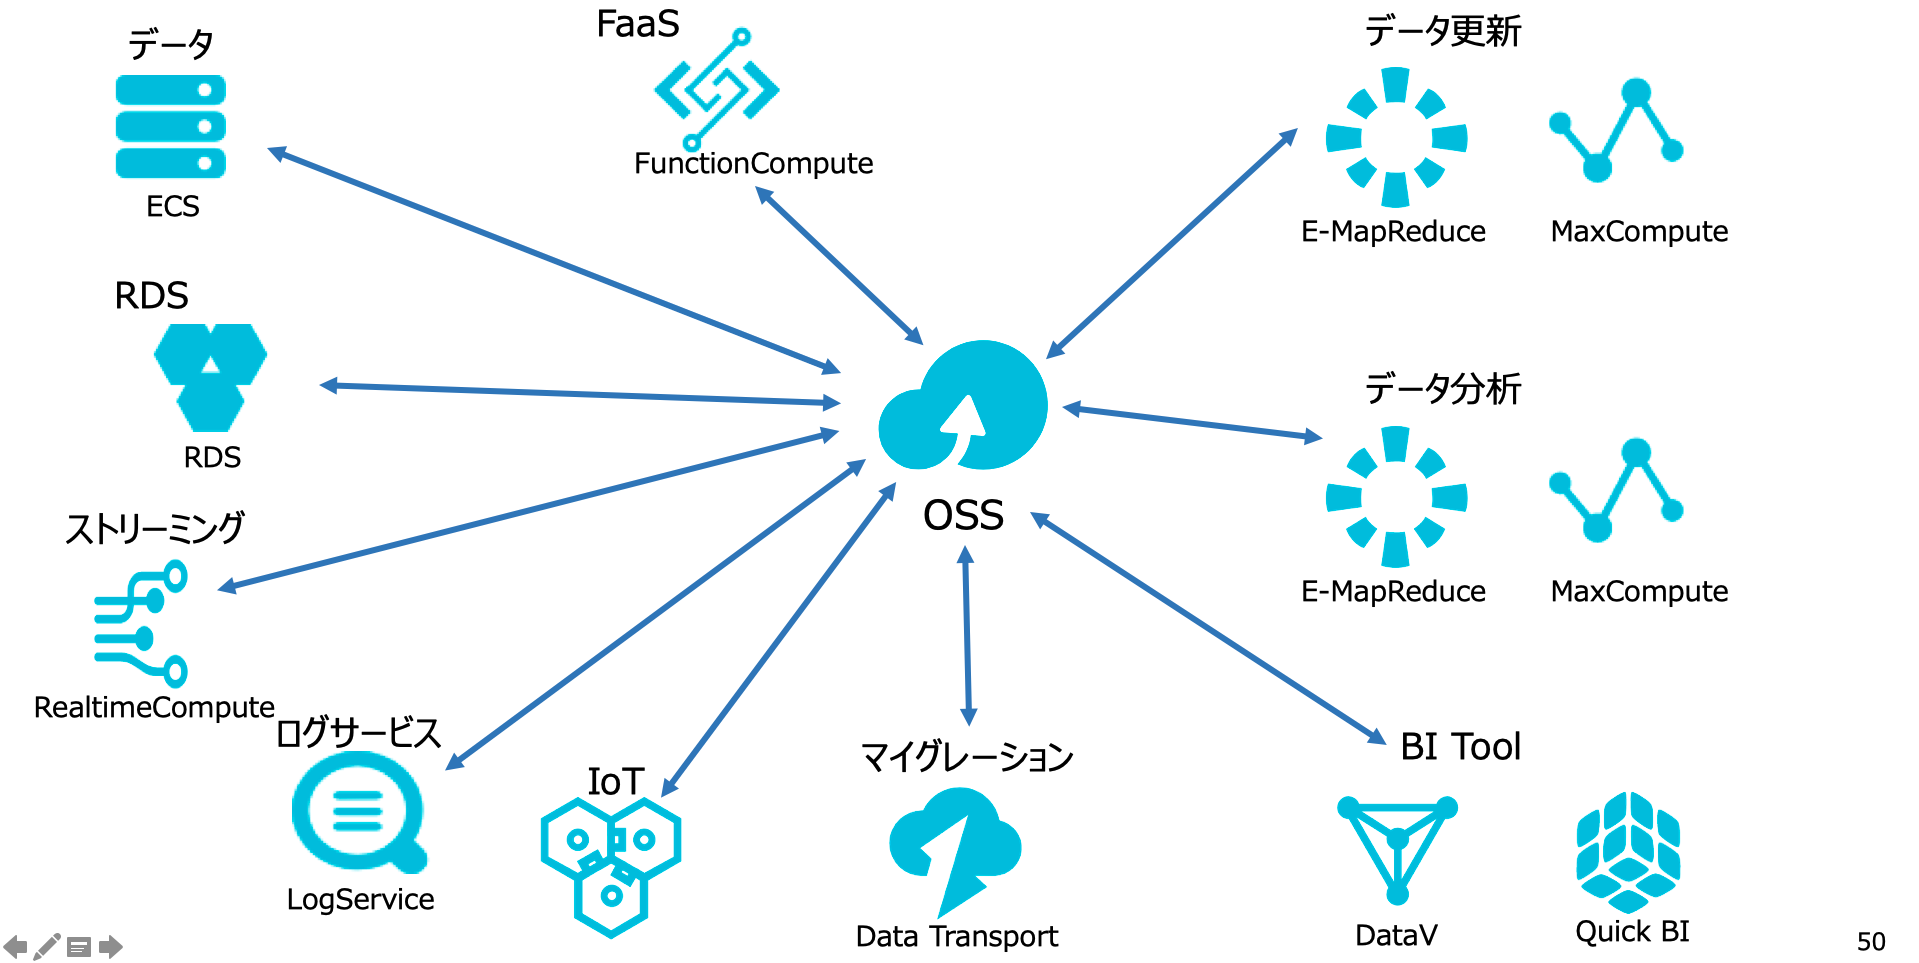 データ
ECS
FaaS
FunctionCompute
データ更新
E-MapReduce
MaxCompute
RDS
RDS
OSS
データ分析
E-MapReduce
MaxCompute
ストリーミング
RealtimeCompute
ログサービス
LogService
IoT
マイグレーション
Data Transport
BI Tool
DataV
Quick BI
50